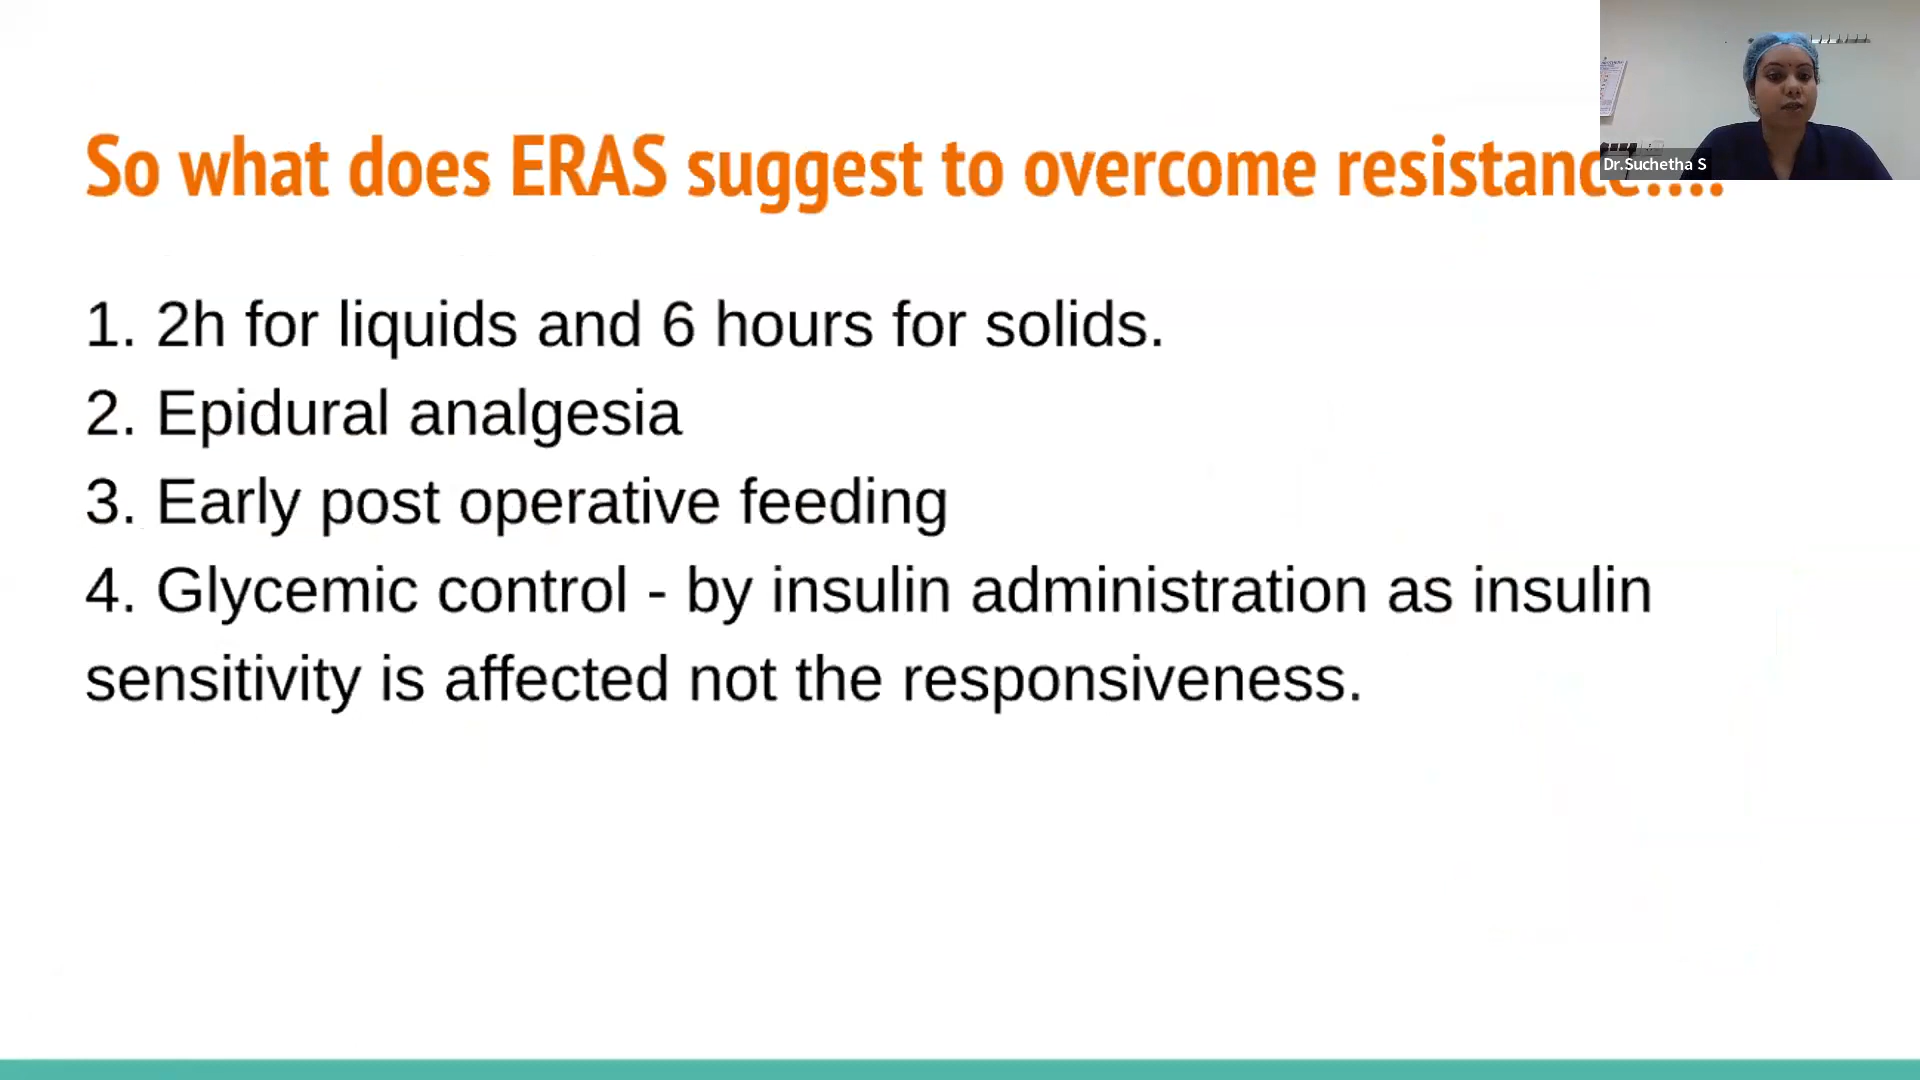 So what does ERAS suggest to overcome resistance....
Dr.Suchetha S
1. 2h for liquids and 6 hours for solids.
2. Epidural analgesia
3. Early post operative feeding
4. Glycemic control - by insulin administration as insulin
sensitivity is affected not the responsiveness.